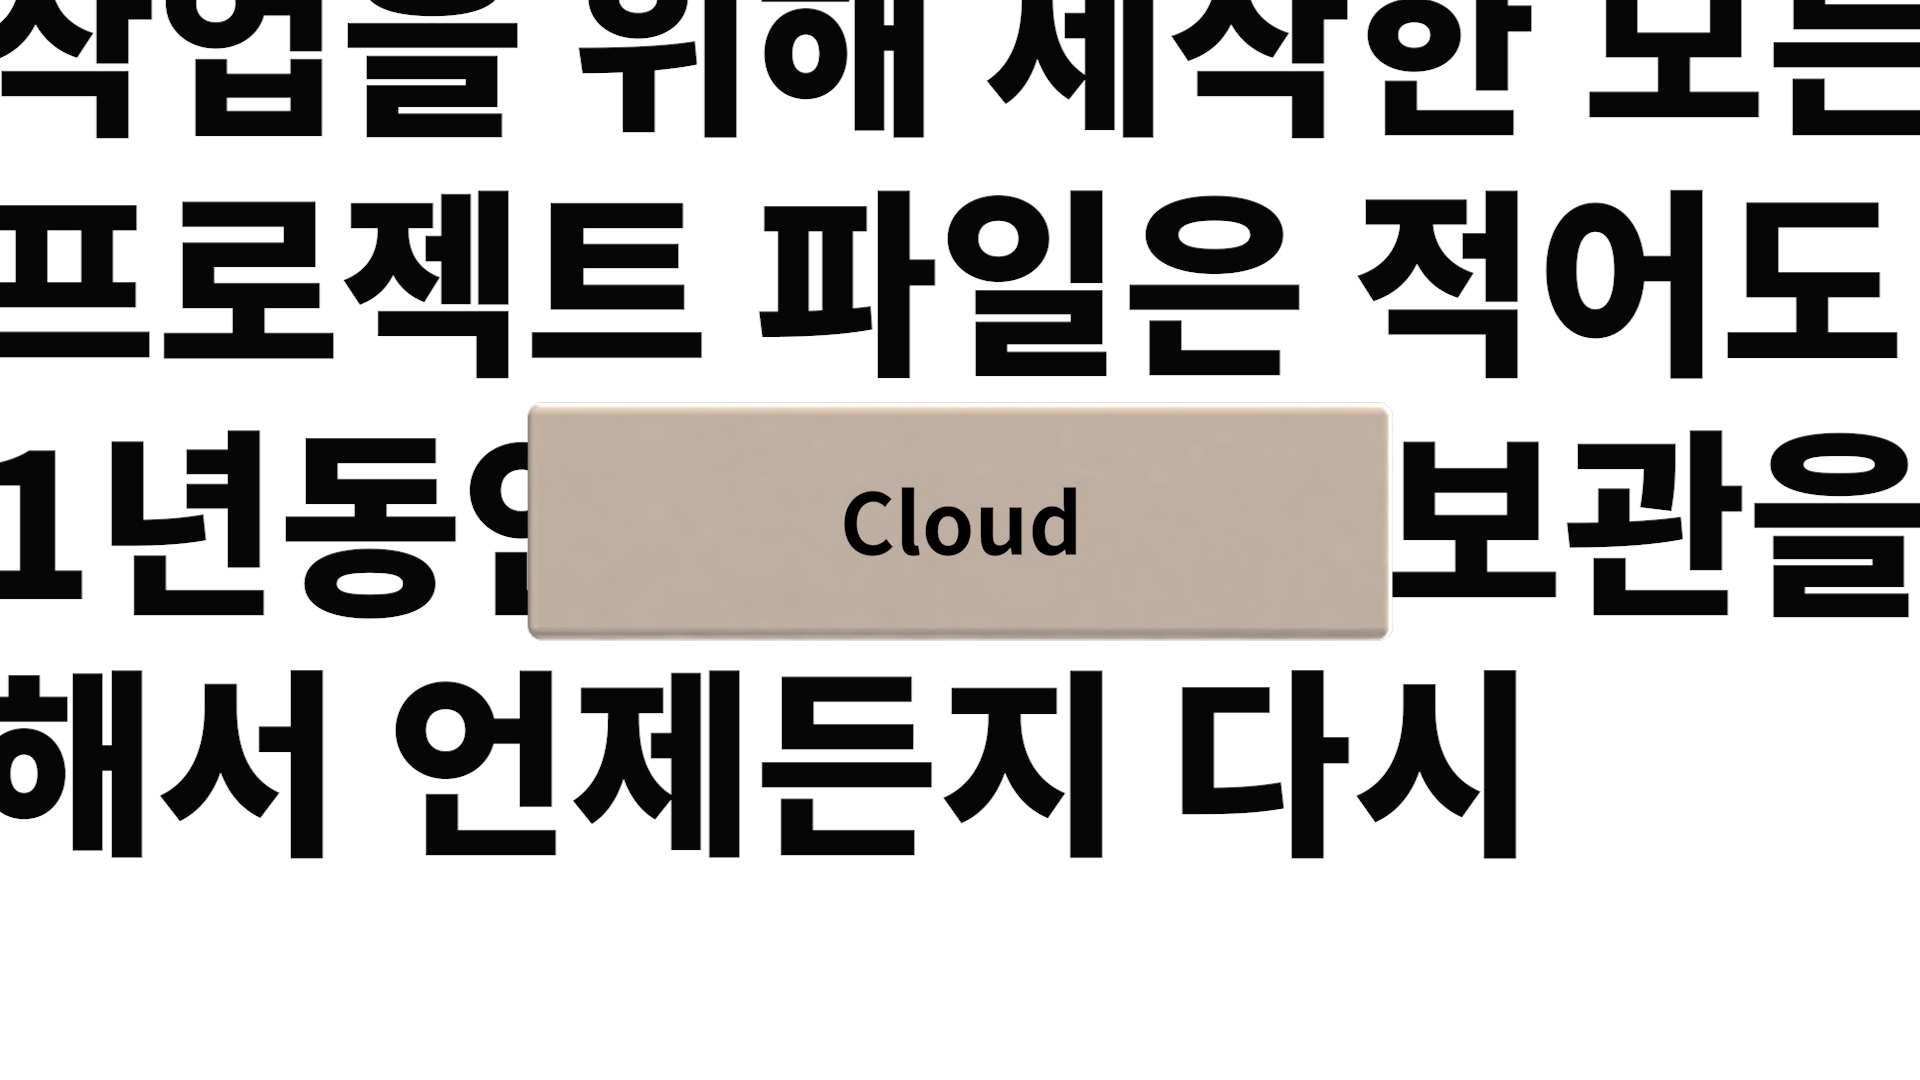 작업을 위해 제작한 모든
프로젝트 파일은 적어도
1년동안 보관을
Cloud
해서 언제든지 다시